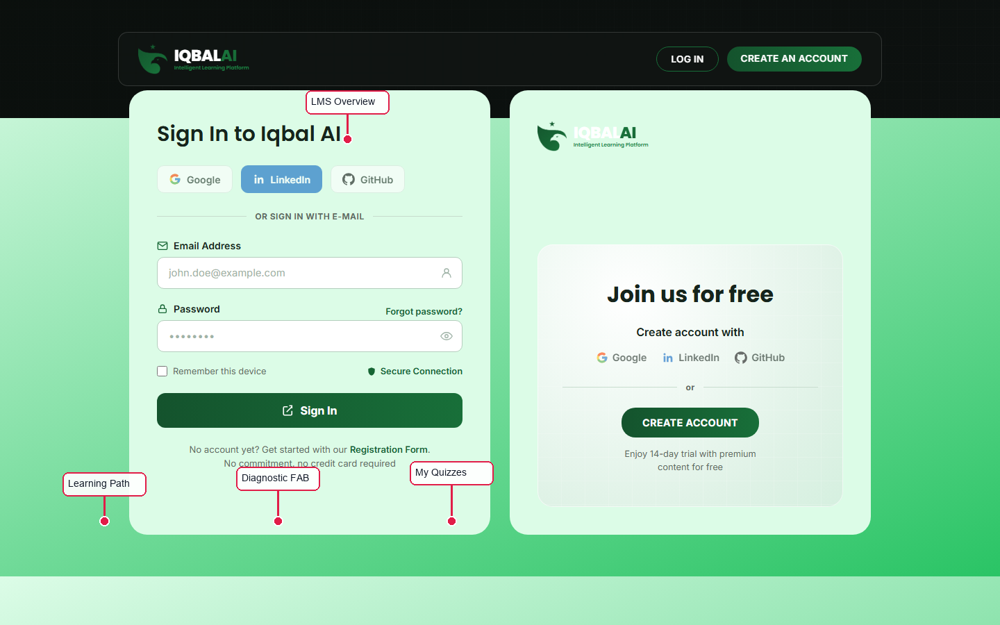 IQBALAI
Intelligent Learning Platform
LOG IN
CREATE AN ACCOUNT
LMS Overview
Sign In to Iqbal AI
Google
LinkedIn
GitHub
OR SIGN IN WITH E-MAIL
Email Address
john.doe@example.com
Password
Forgot password?
••••••••
Remember this device
Secure Connection
Sign In
No account yet? Get started with our Registration Form.
No commitment, no credit card required
Learning Path
Diagnostic FAB
My Quizzes
IQBALAI
Intelligent Learning Platform
Join us for free
Create account with
Google
LinkedIn
GitHub
or
CREATE ACCOUNT
Enjoy 14-day trial with premium
content for free